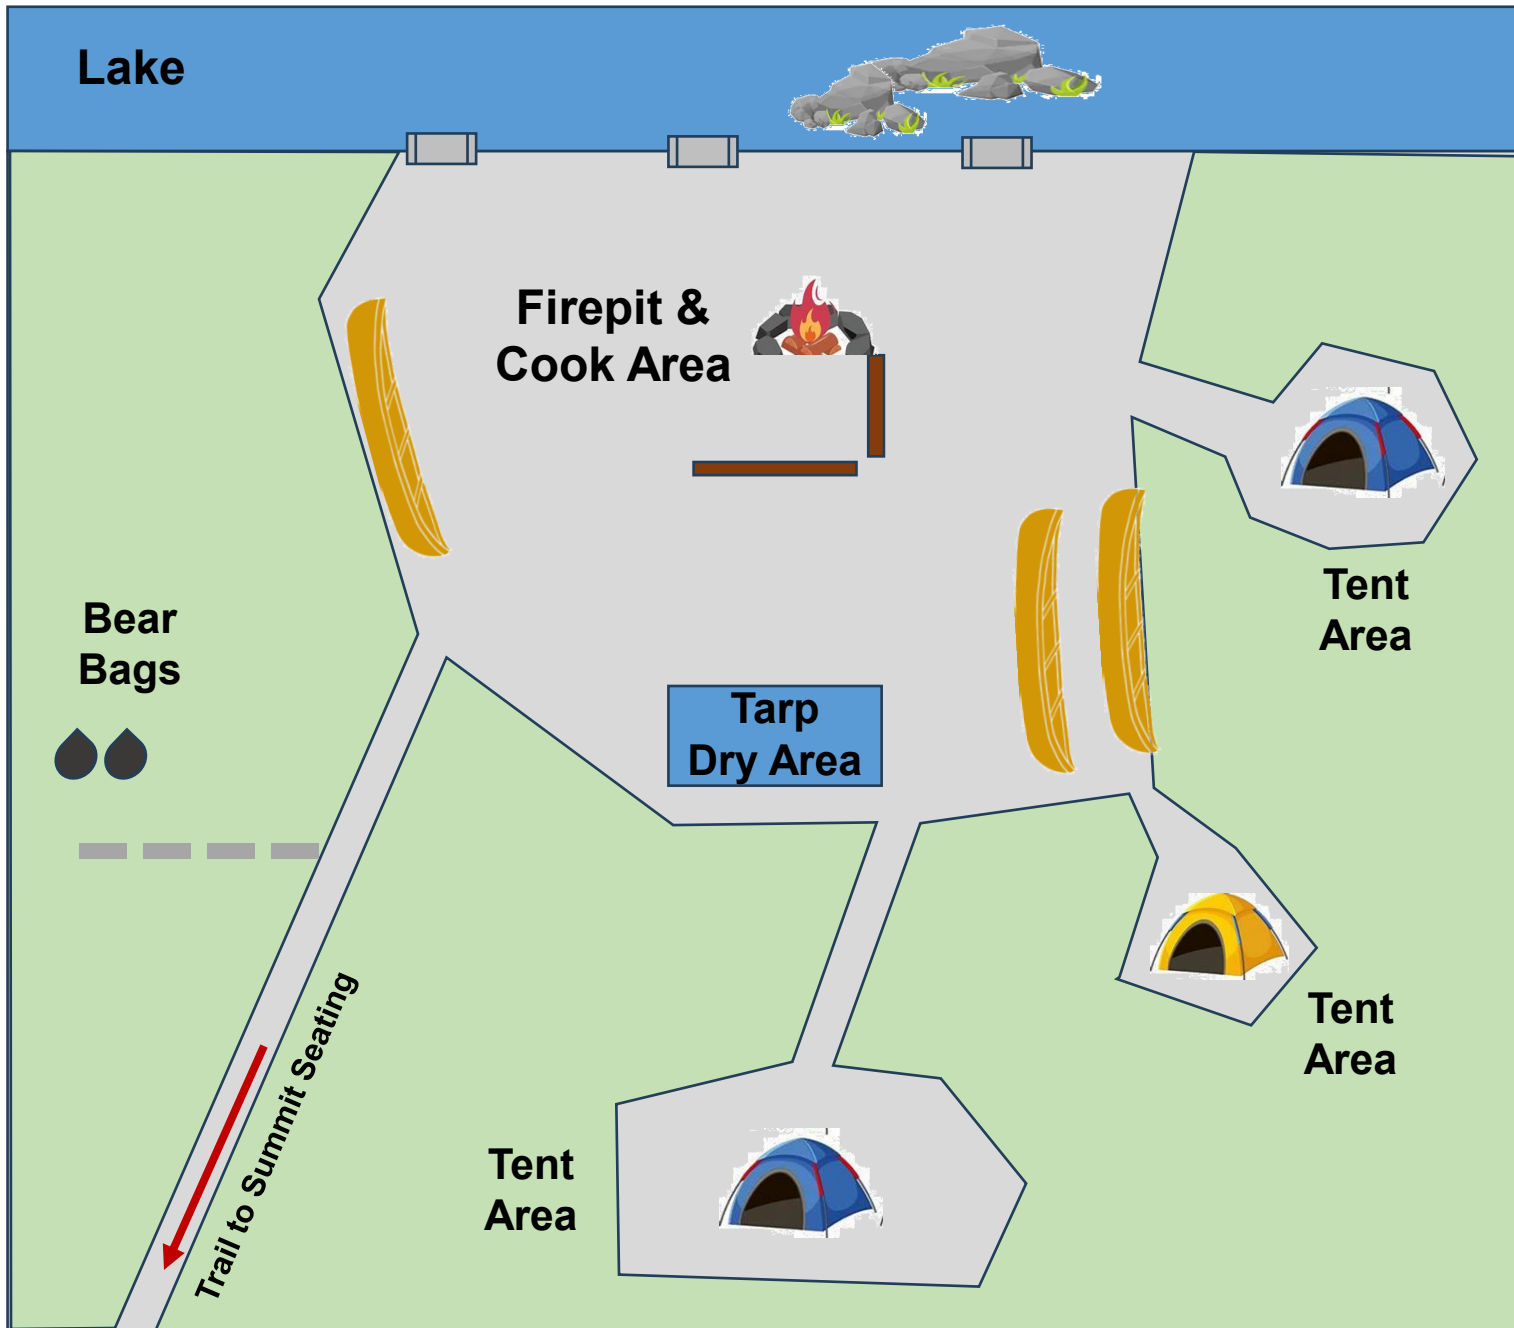 Lake
Firepit &
Cook Area
Tent
Area
Bear
Bags
Tarp
Dry Area
Tent
Area
Trail to Summit Seating
Tent
Area